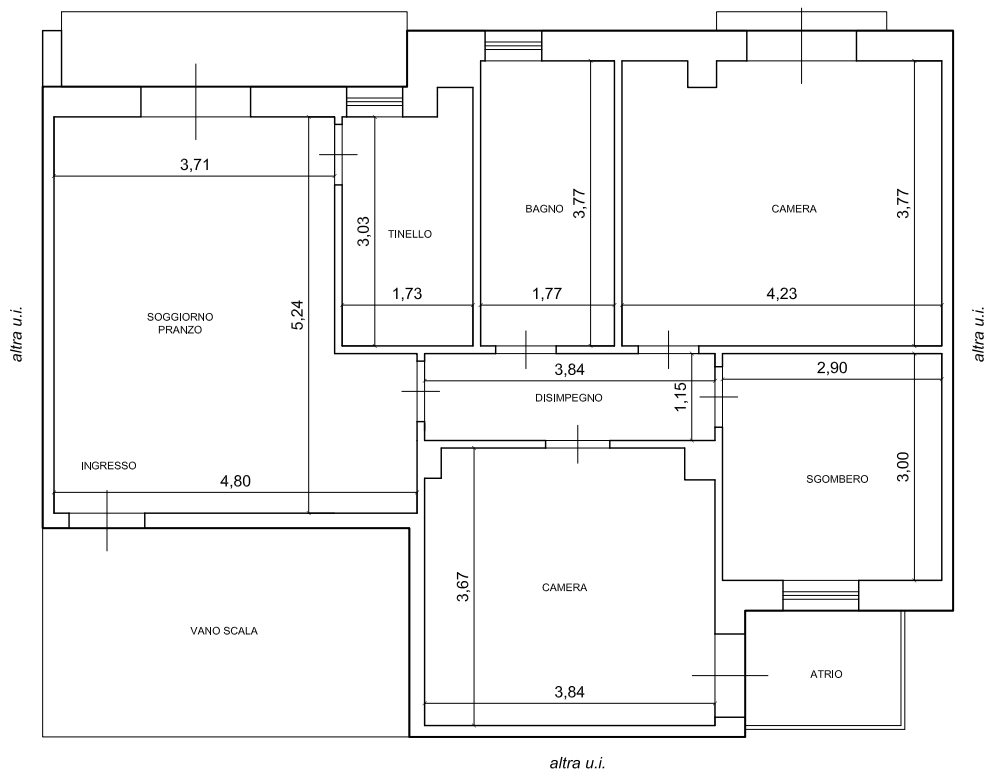 3,71
3,03
TINELLO
BAGNO
3,77
CAMERA
3,77
SOGGIORNO
PRANZO
5,24
1,73
1,77
4,23
altra u.i.
altra u.i.
3,84
1,15
2,90
DISIMPEGNO
INGRESSO
4,80
SGOMBERO
3,00
3,67
CAMERA
VANO SCALA
ATRIO
3,84
altra u.i.